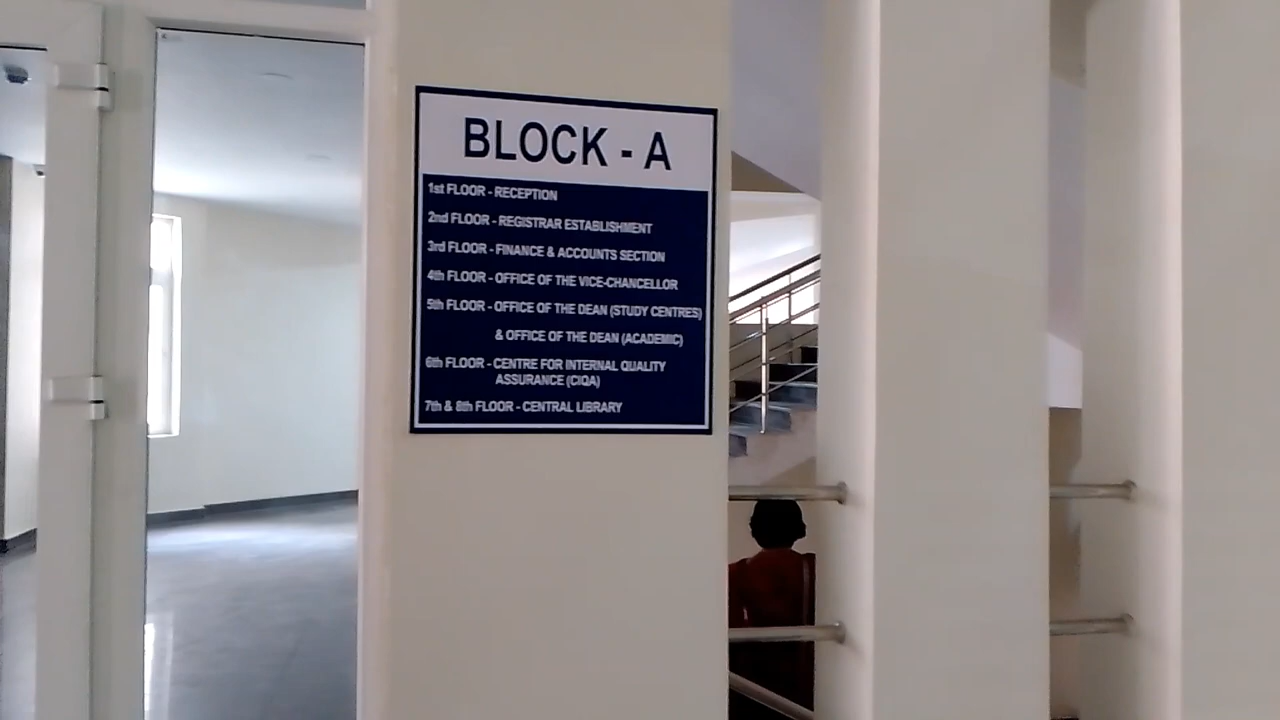 BLOCK - A
1st FLOOR - RECEPTION
2nd FLOOR - REGISTRAR ESTABLISHMENT
3rd FLOOR - FINANCE & ACCOUNTS SECTION
4th FLOOR - OFFICE OF THE VICE-CHANCELLOR
5th FLOOR - OFFICE OF THE DEAN (STUDY CENTRES)
& OFFICE OF THE DEAN (ACADEMIC)
6th FLOOR - CENTRE FOR INTERNAL QUALITY
ASSURANCE (CIQA)
7th & 8th FLOOR - CENTRAL LIBRARY